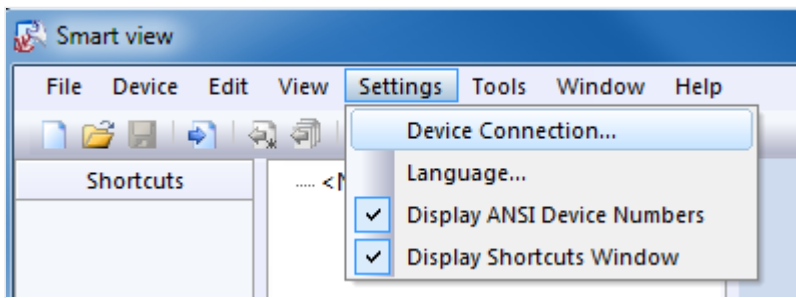 Smart view
File Device Edit View Settings Tools Window Help
Device Connection...
Shortcuts
Language...
Display ANSI Device Numbers
Display Shortcuts Window